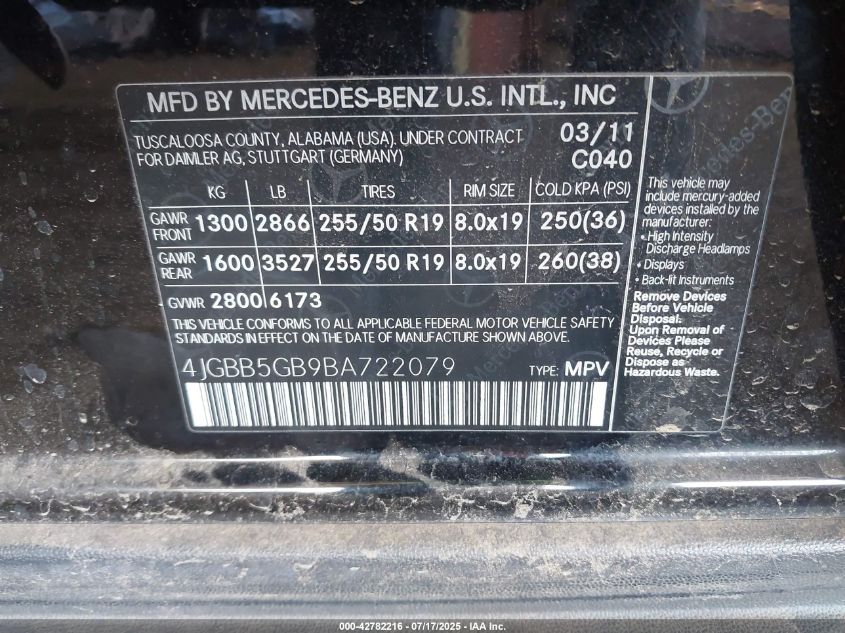 MFD BY MERCEDES-BENZ U.S. INTL., INC
TUSCALOOSA COUNTY, ALABAMA (USA). UNDER CONTRACT
FOR DAIMLER AG, STUTTGART (GERMANY)
03/11
C040
KG LB TIRES RIM SIZE COLD KPA (PSI)
GAWR FRONT 1300 2866 255/50 R19 8.0x19 250(36)
GAWR REAR 1600 3527 255/50 R19 8.0x19 260(38)
GVWR 2800 6173
THIS VEHICLE CONFORMS TO ALL APPLICABLE FEDERAL MOTOR VEHICLE SAFETY
STANDARDS IN EFFECT ON THE DATE OF MANUFACTURE SHOWN ABOVE.
4JGBB5GB9BA722079 TYPE: MPV
This vehicle may
include mercury-added
devices installed by the
manufacturer:
• High Intensity
Discharge Headlamps
• Displays
• Back-lit Instruments
Remove Devices
Before Vehicle
Disposal.
Upon Removal of
Devices Please
Reuse, Recycle or
Dispose as
Hazardous Waste.
Mercedes-Benz
000-42782216 - 07/17/2025 - IAA Inc.